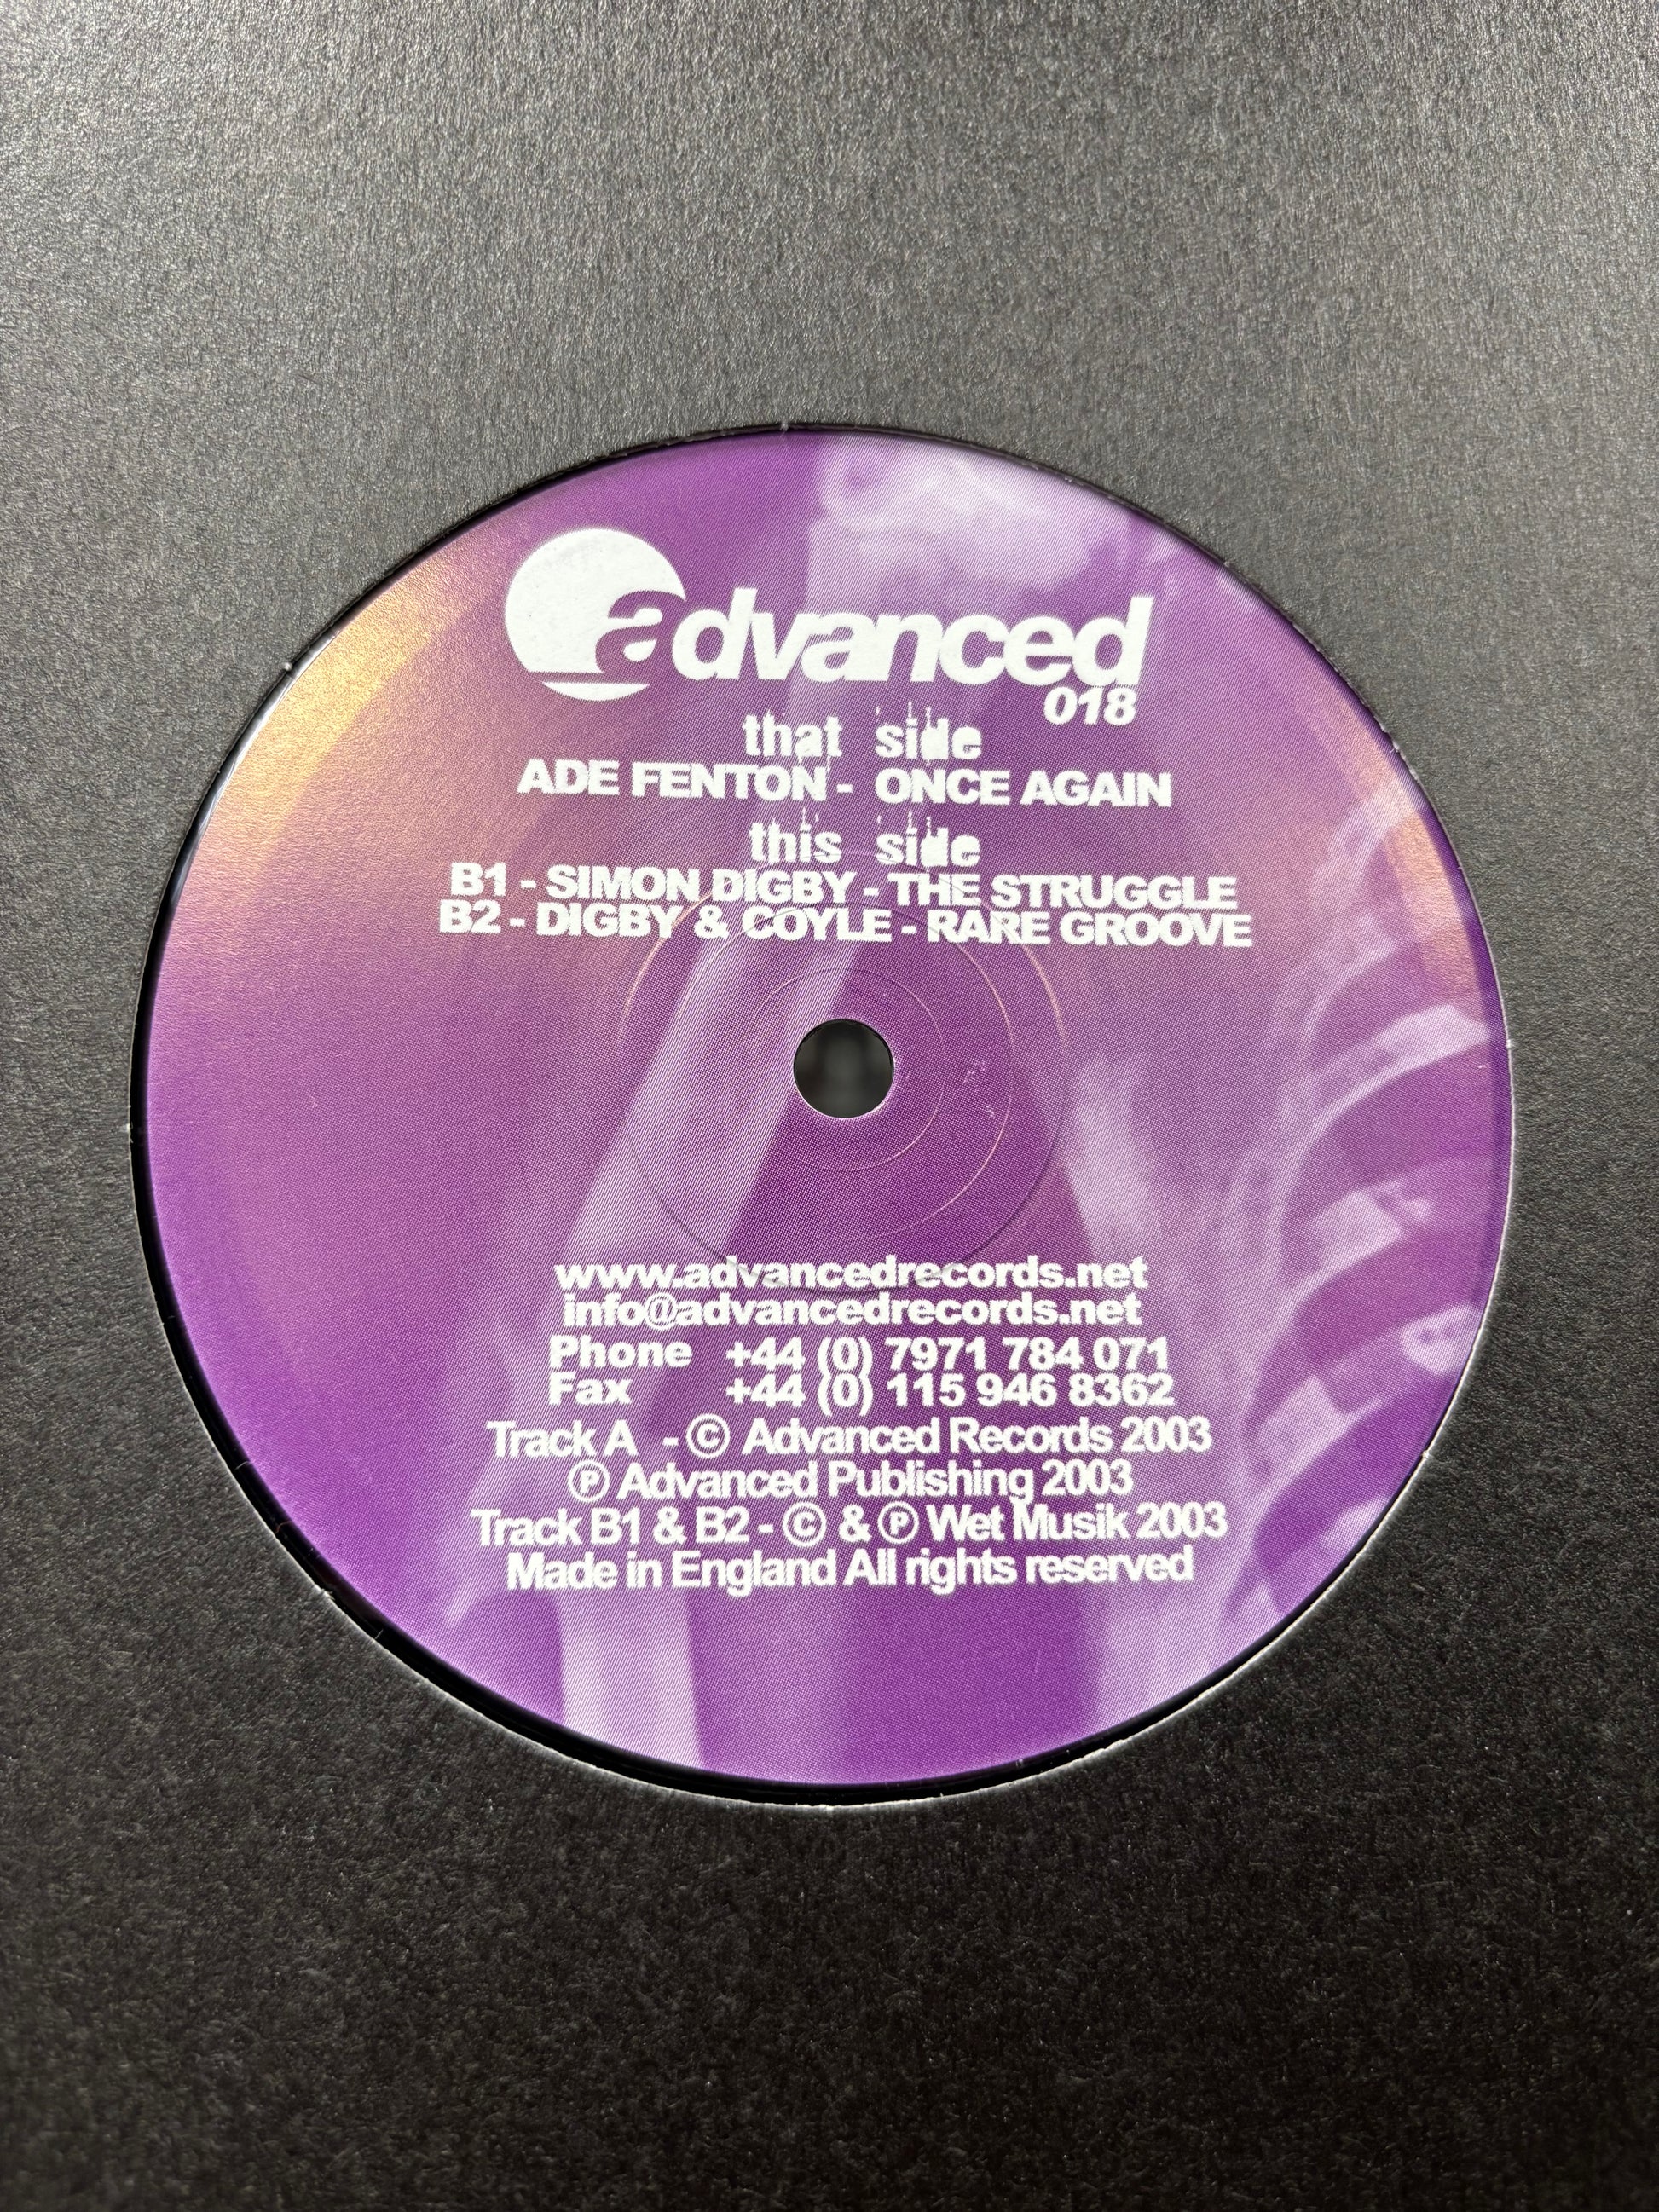 advanced
018
that side
ADE FENTON - ONCE AGAIN
this side
B1 - SIMON DIGBY - THE STRUGGLE
B2 - DIGBY & COYLE - RARE GROOVE
www.advancedrecords.net
info@advancedrecords.net
Phone +44 (0) 7971 784 071
Fax +44 (0) 115 946 8362
Track A - © Advanced Records 2003
℗ Advanced Publishing 2003
Track B1 & B2 - © & ℗ Wet Musik 2003
Made in England All rights reserved